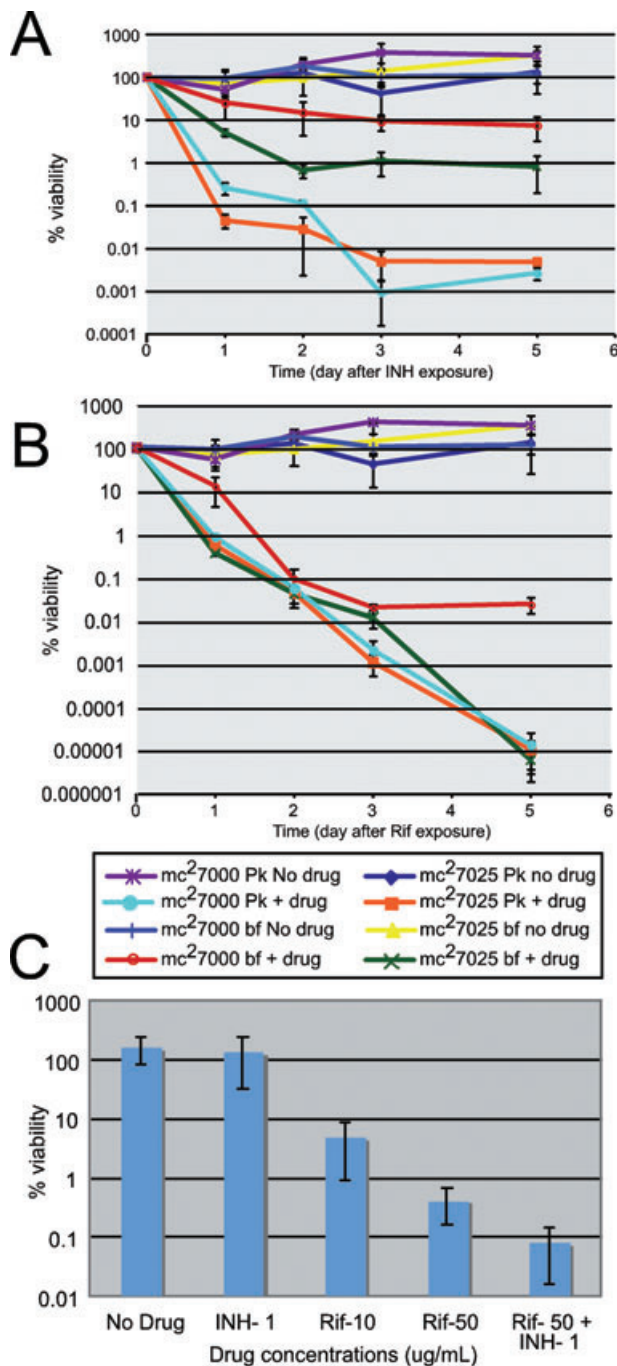 A
1000
100
10
1
0.1
0.01
0.001
0.0001
% viability
0 1 2 3 4 5 6
Time (day after INH exposure)
B
1000
100
10
1
0.1
0.01
0.001
0.0001
0.00001
0.000001
% viability
0 1 2 3 4 5 6
Time (day after Rif exposure)
mc²7000 Pk No drug
mc²7025 Pk no drug
mc²7000 Pk + drug
mc²7025 Pk + drug
mc²7000 bf No drug
mc²7025 bf no drug
mc²7000 bf + drug
mc²7025 bf + drug
C
1000
100
10
1
0.1
0.01
% viability
No Drug INH- 1 Rif-10 Rif-50 Rif- 50 +
INH- 1
Drug concentrations (ug/mL)